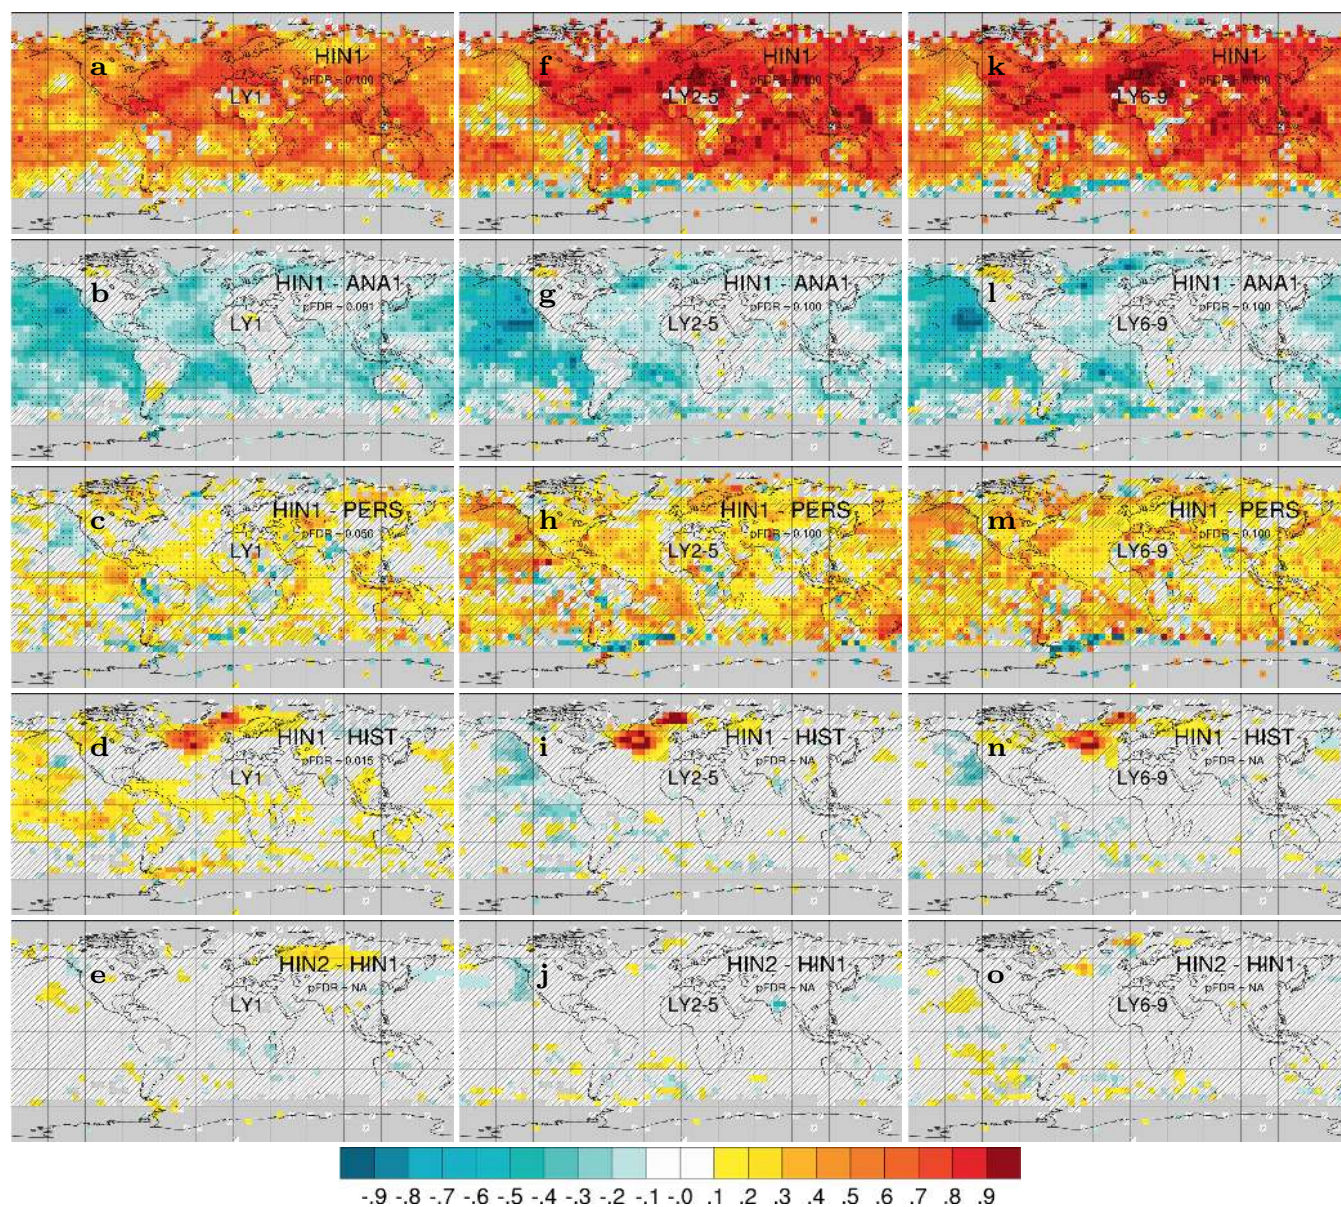 a HIN1
pFDR = 0.100
LY1
f HIN1
pFDR = 0.100
LY2-5
k HIN1
pFDR = 0.100
LY6-9
b HIN1 - ANA1
pFDR = 0.091
LY1
g HIN1 - ANA1
pFDR = 0.100
LY2-5
l HIN1 - ANA1
pFDR = 0.100
LY6-9
c HIN1 - PERS
pFDR = 0.050
LY1
h HIN1 - PERS
pFDR = 0.100
LY2-5
m HIN1 - PERS
pFDR = 0.100
LY6-9
d HIN1 - HIST
pFDR = 0.015
LY1
i HIN1 - HIST
pFDR = NA
LY2-5
n HIN1 - HIST
pFDR = NA
LY6-9
e HIN2 - HIN1
pFDR = NA
LY1
j HIN2 - HIN1
pFDR = NA
LY2-5
o HIN2 - HIN1
pFDR = NA
LY6-9
-.9 -.8 -.7 -.6 -.5 -.4 -.3 -.2 -.1 -.0 .1 .2 .3 .4 .5 .6 .7 .8 .9